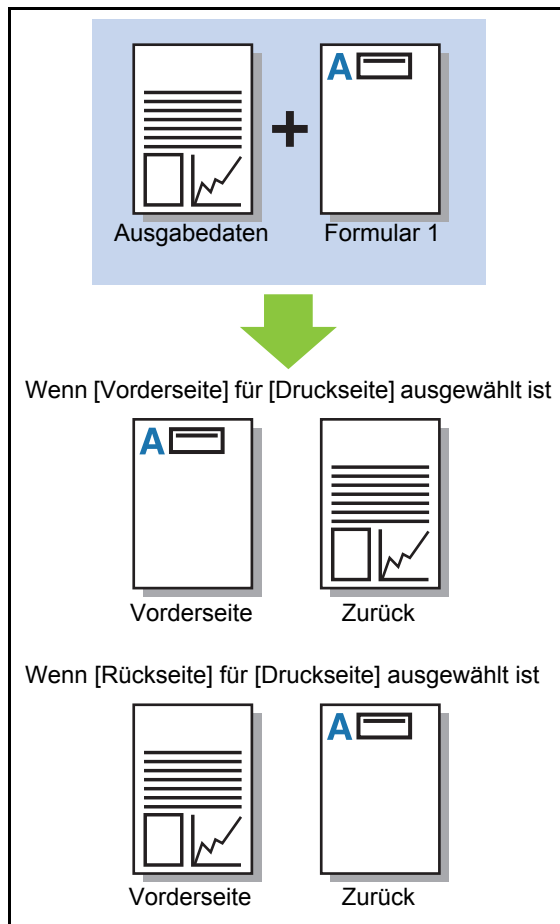 A
Ausgabedaten Formular 1
Wenn [Vorderseite] für [Druckseite] ausgewählt ist
A
Vorderseite Zurück
Wenn [Rückseite] für [Druckseite] ausgewählt ist
A
Vorderseite Zurück